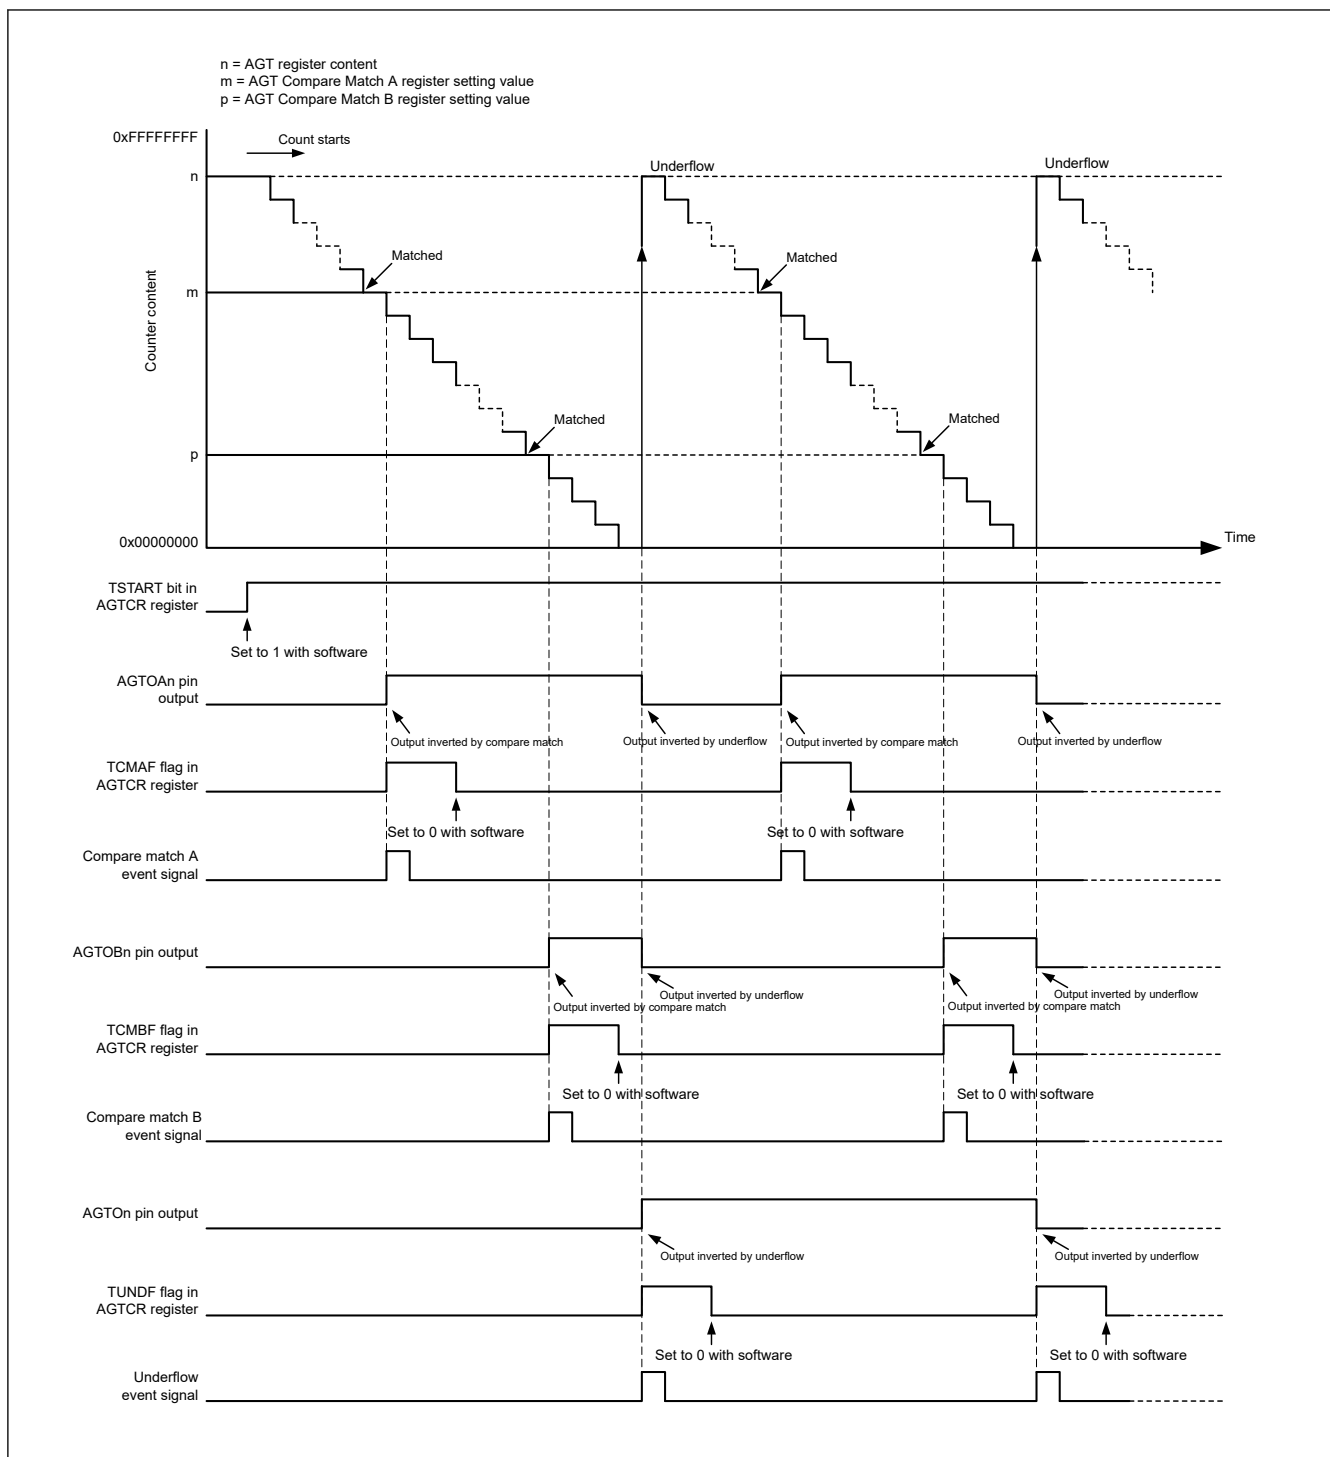 n = AGT register content
m = AGT Compare Match A register setting value
p = AGT Compare Match B register setting value
0xFFFFFFFF
Count starts
Underflow
Underflow
n
Matched
Matched
m
Counter content
Matched
Matched
p
0x00000000
Time
TSTART bit in
AGTCR register
Set to 1 with software
AGTOAn pin
output
Output inverted by compare match
Output inverted by underflow
Output inverted by compare match
Output inverted by underflow
TCMAF flag in
AGTCR register
Set to 0 with software
Set to 0 with software
Compare match A
event signal
AGTOBn pin output
Output inverted by underflow
Output inverted by underflow
Output inverted by compare match
Output inverted by compare match
TCMBF flag in
AGTCR register
Set to 0 with software
Set to 0 with software
Compare match B
event signal
AGTOn pin output
Output inverted by underflow
Output inverted by underflow
TUNDF flag in
AGTCR register
Set to 0 with software
Set to 0 with software
Underflow
event signal